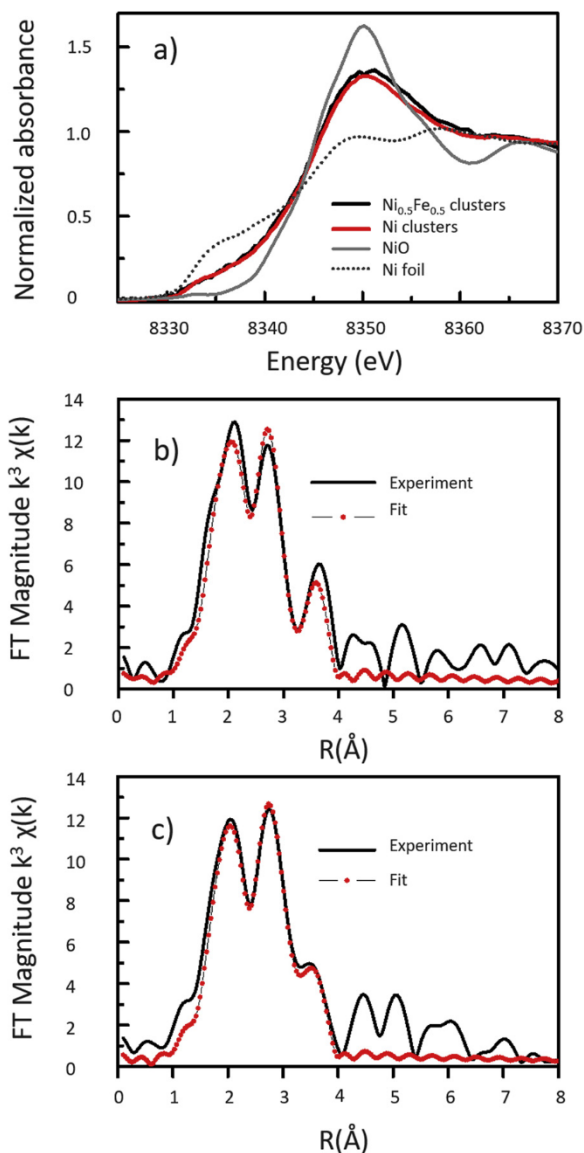 a)
Normalized absorbance
1.5
1.0
0.5
0
Ni0.5Fe0.5 clusters
Ni clusters
NiO
Ni foil
8330 8340 8350 8360 8370
Energy (eV)
b)
FT Magnitude k³ χ(k)
14
12
10
8
6
4
2
0
Experiment
Fit
0 1 2 3 4 5 6 7 8
R(Å)
c)
FT Magnitude k³ χ(k)
14
12
10
8
6
4
2
0
Experiment
Fit
0 1 2 3 4 5 6 7 8
R(Å)